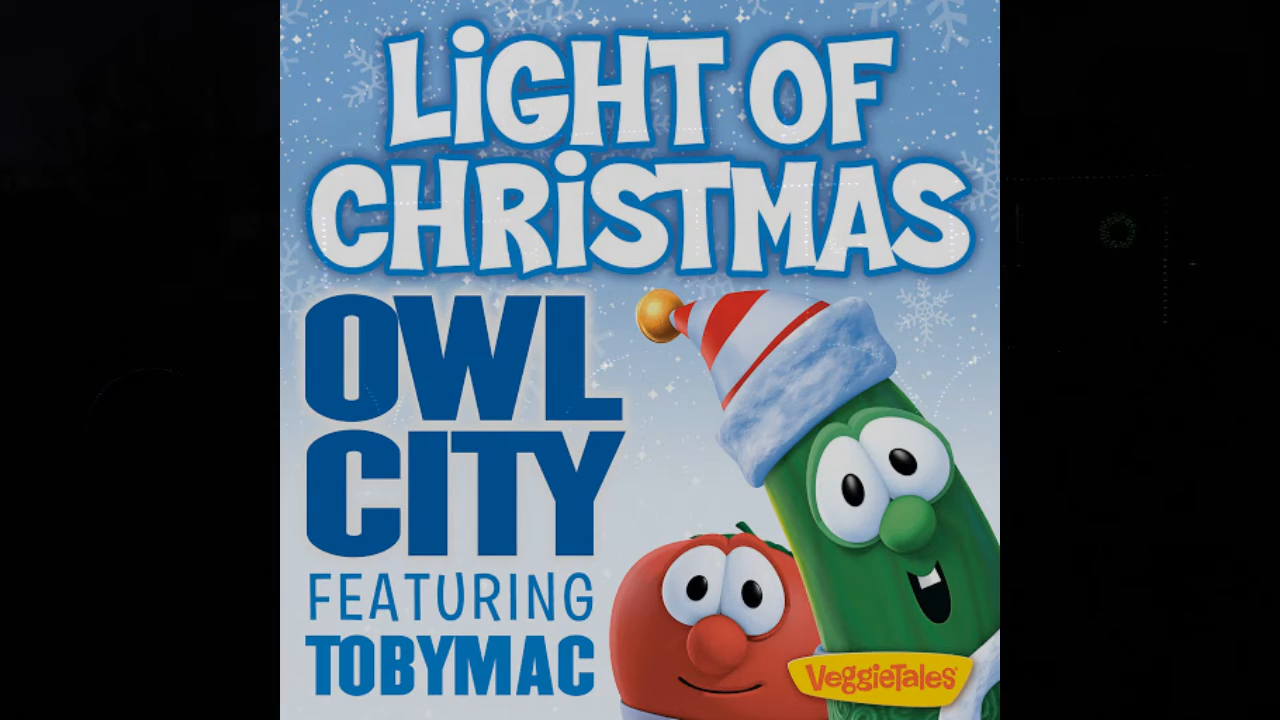 LiGHT OF
CHRiSTMAS
OWL
CITY
FEATURING
TOBYMAC
VeggieTales